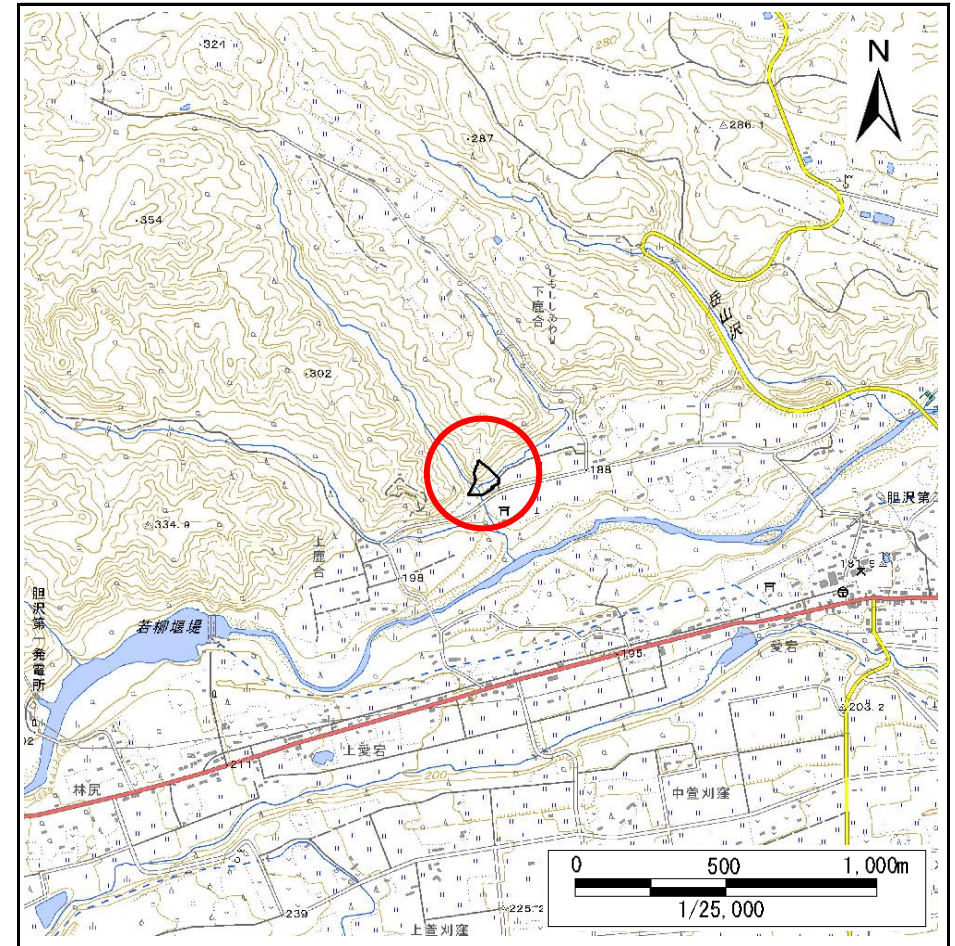 324
280
N
286.1
287
354
しもししあわり
下鹿合
岳山沢
302
188
胆沢第二
334.9
上鹿合
181.5
198
胆沢第一発電所
若柳堰堤
195
愛宕
203.2
上愛宕
211
200
林尻
中萱刈窪
239
225.2
上萱刈窪
0 500 1,000m
1/25,000